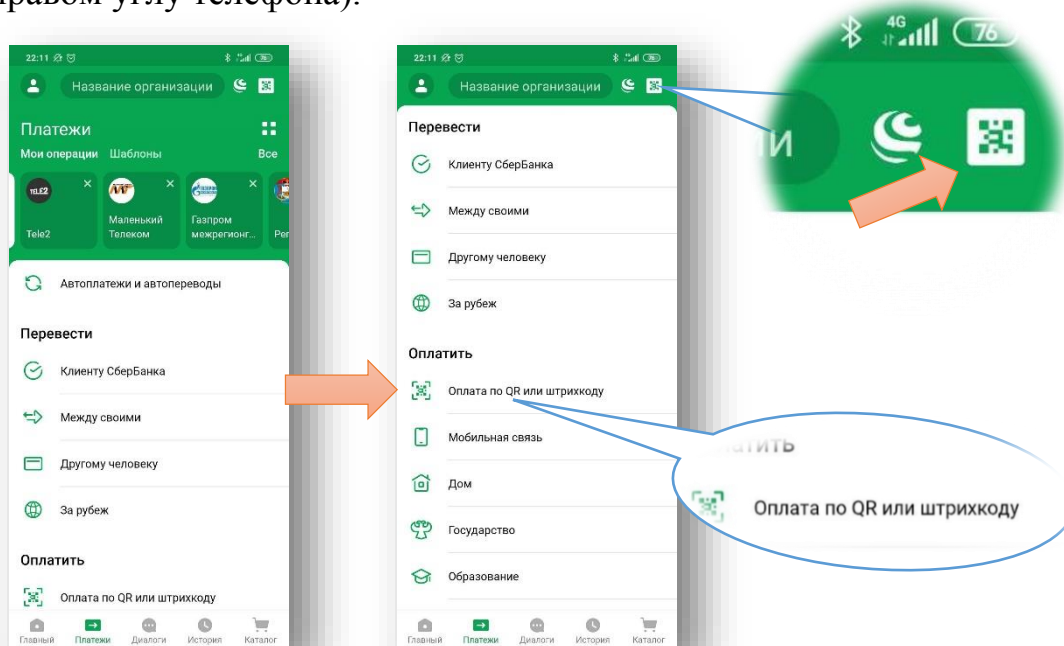 правом углу телефона).
22:11
76
Название организации
Платежи
Мои операции Шаблоны Все
TELE2
Tele2
Маленький
Телеком
Газпром
межрегионг...
Автоплатежи и автопереводы
Перевести
Клиенту СберБанка
Между своими
Другому человеку
За рубеж
Оплатить
Оплата по QR или штрихкоду
Главный Платежи Диалоги История Каталог
22:11
76
Название организации
Перевести
Клиенту СберБанка
Между своими
Другому человеку
За рубеж
Оплатить
Оплата по QR или штрихкоду
Мобильная связь
Дом
Государство
Образование
Главный Платежи Диалоги История Каталог
4G
76
и
атить
Оплата по QR или штрихкоду